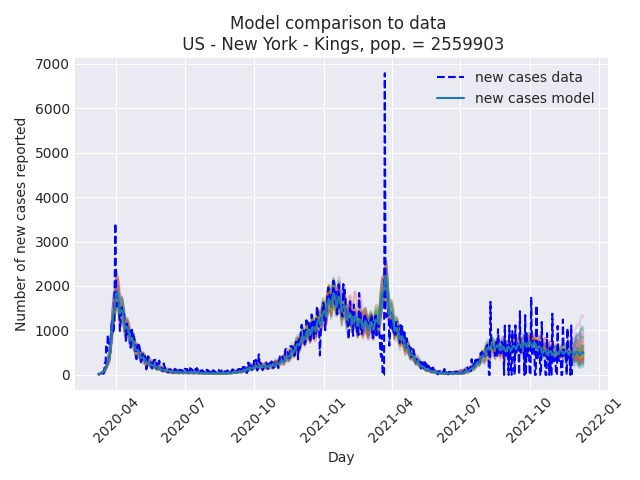 Model comparison to data
US - New York - Kings, pop. = 2559903
7000
6000
5000
4000
3000
2000
1000
0
Number of new cases reported
new cases data
new cases model
2020-04
2020-07
2020-10
2021-01
2021-04
2021-07
2021-10
2022-01
Day